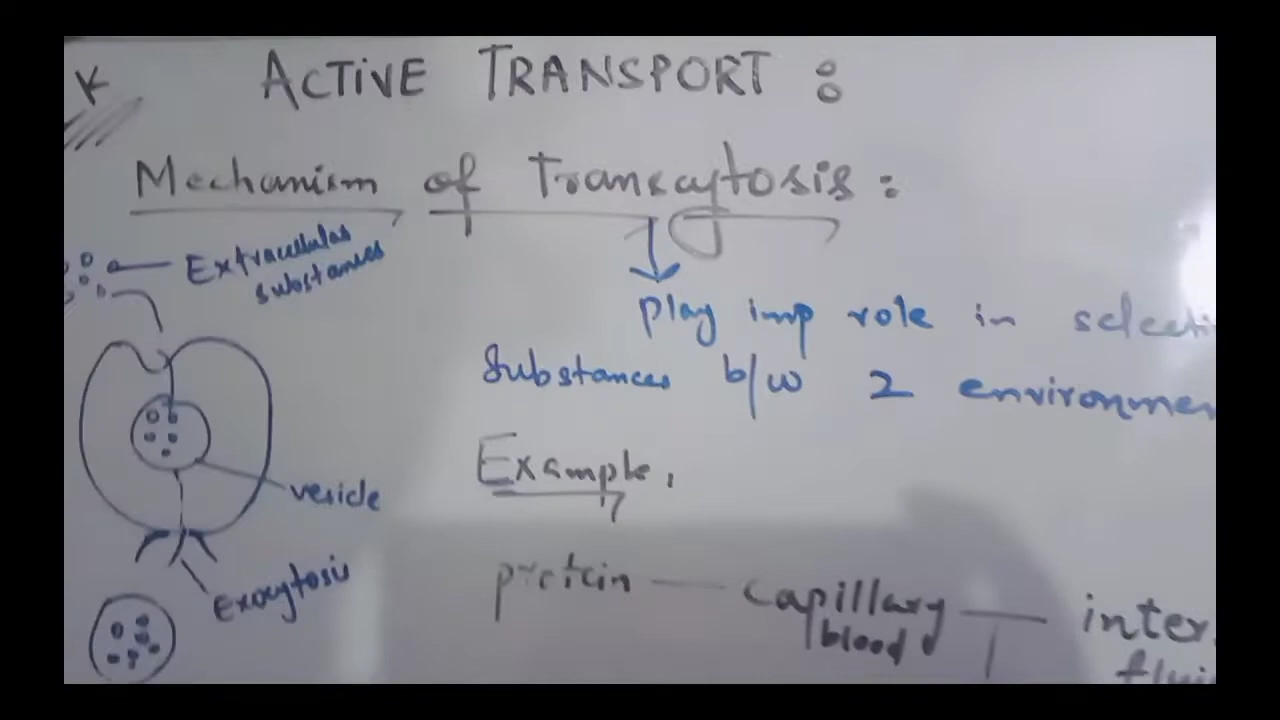 ACTIVE TRANSPORT :
Mechanism of Transcytosis :
Extracellular
substances
play imp role in selecti
Substances b/w 2 environmen
Example,
vesicle
protein — capillary — inter
blood
Exocytosis